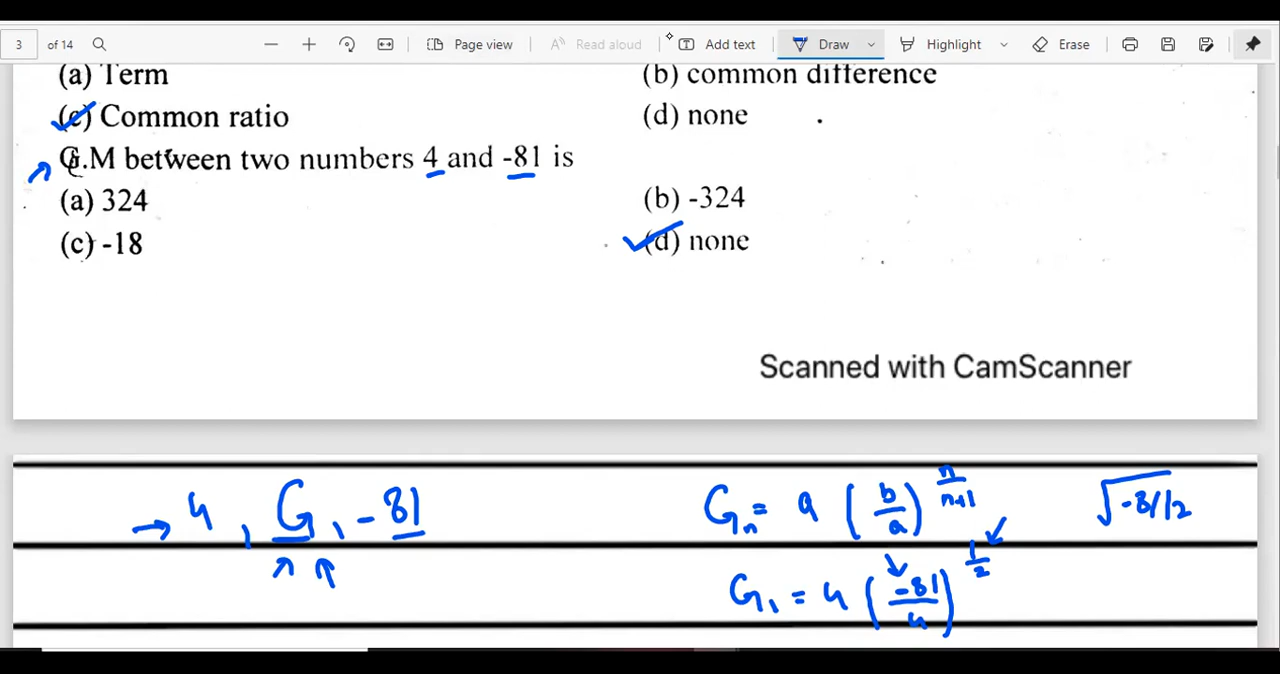 3 of 14 Page view Read aloud Add text Draw Highlight Erase
(a) Term (b) common difference
(c) Common ratio (d) none
G.M between two numbers 4 and -81 is
(a) 324 (b) -324
(c) -18 (d) none
Scanned with CamScanner
4, G, -81 Gn = a (b/a)^n/n+1
G1 = 4 (-81/4)^1/2